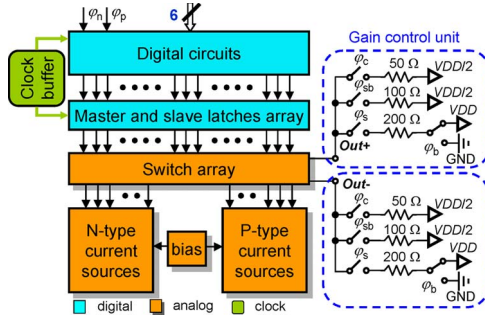 φn φp 6
Gain control unit
Digital circuits
Clock buffer
Master and slave latches array
Switch array
φc 50 Ω VDD/2
φsb 100 Ω VDD/2
φs 200 Ω VDD
Out+ φb GND
Out-
φc 50 Ω VDD/2
φsb 100 Ω VDD/2
φs 200 Ω VDD
φb GND
N-type current sources
bias
P-type current sources
digital analog clock